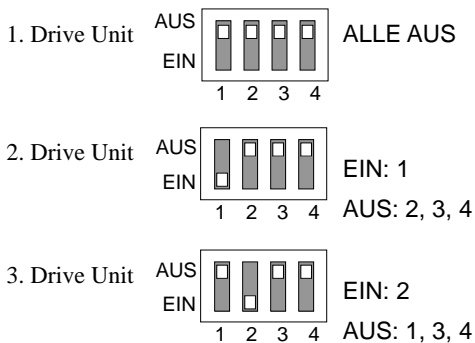 1. Drive Unit AUS ALLE AUS
EIN
1 2 3 4
2. Drive Unit AUS
EIN EIN: 1
1 2 3 4 AUS: 2, 3, 4
3. Drive Unit AUS
EIN EIN: 2
1 2 3 4 AUS: 1, 3, 4